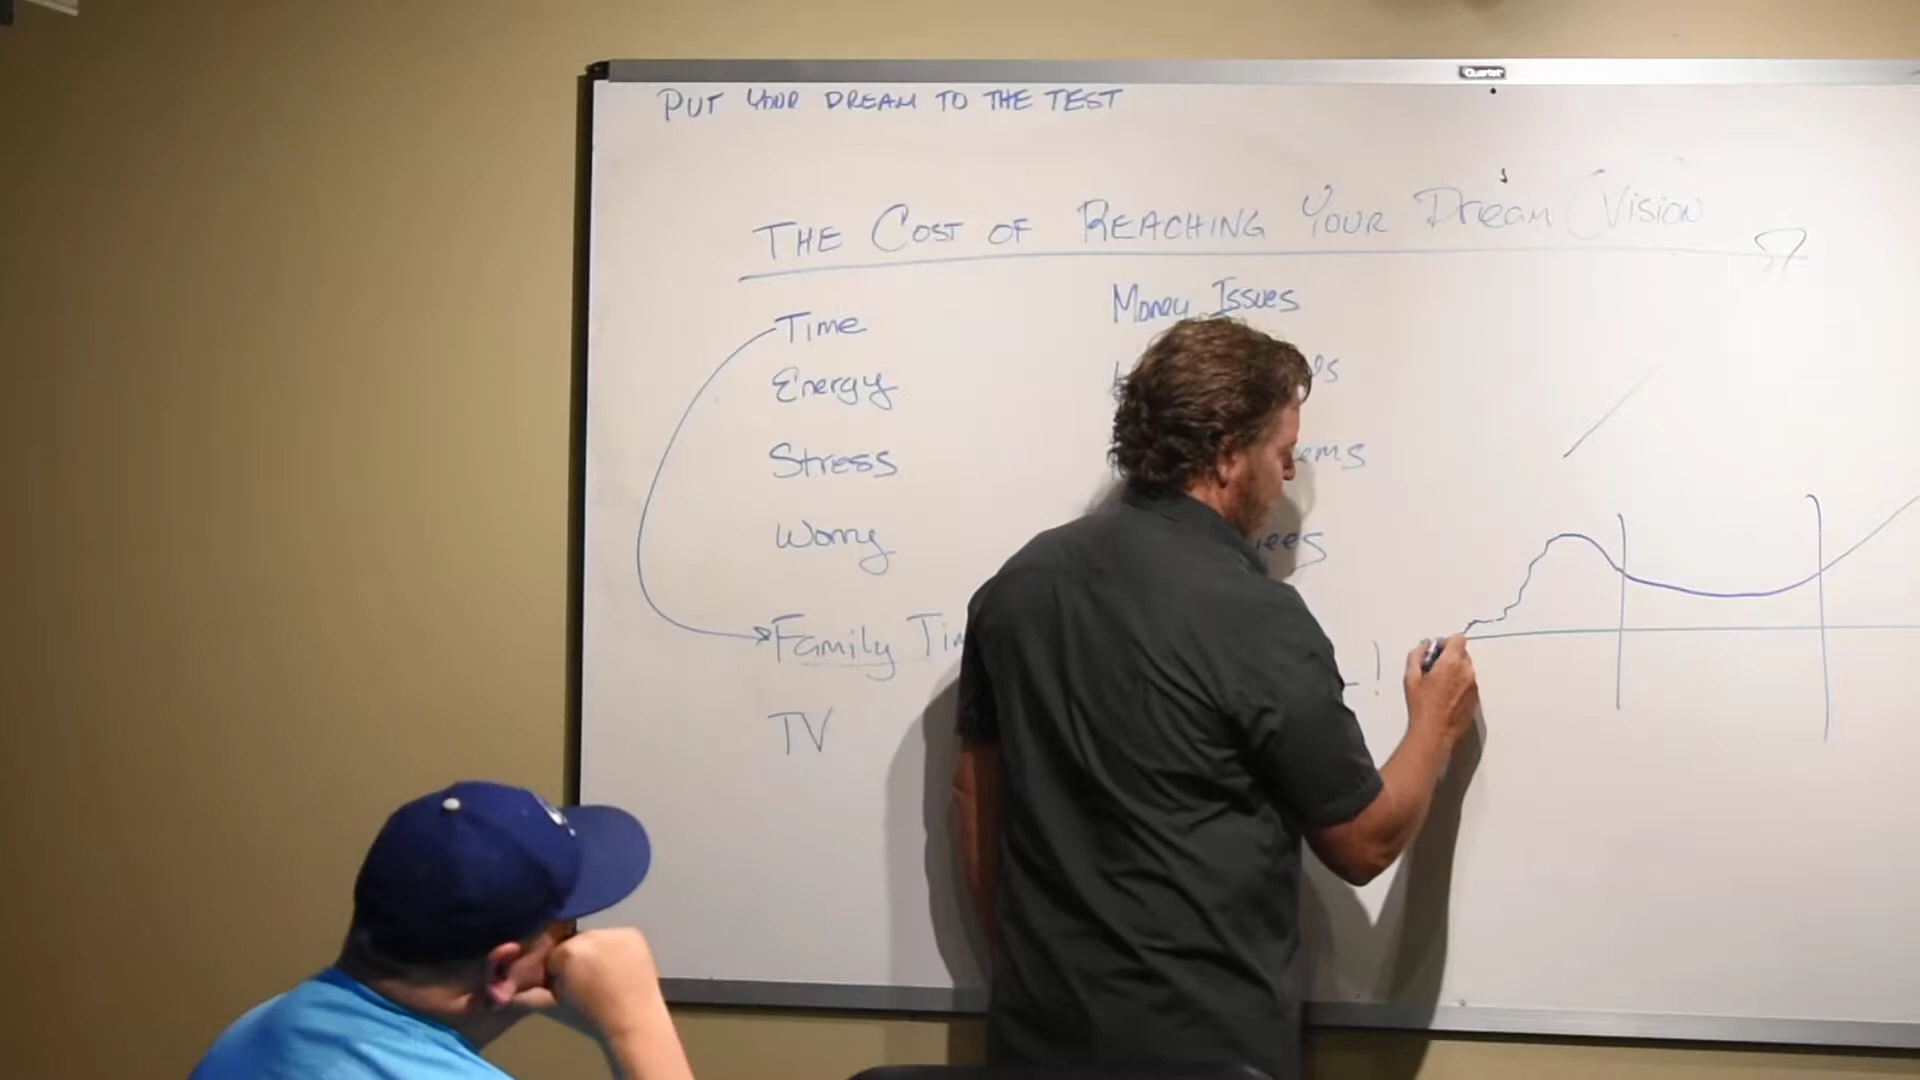 Quartet
PUT YOUR DREAM TO THE TEST
THE COST OF REACHING YOUR Dream Vision
Time
Energy
Stress
Worry
Family
TV
Money Issues